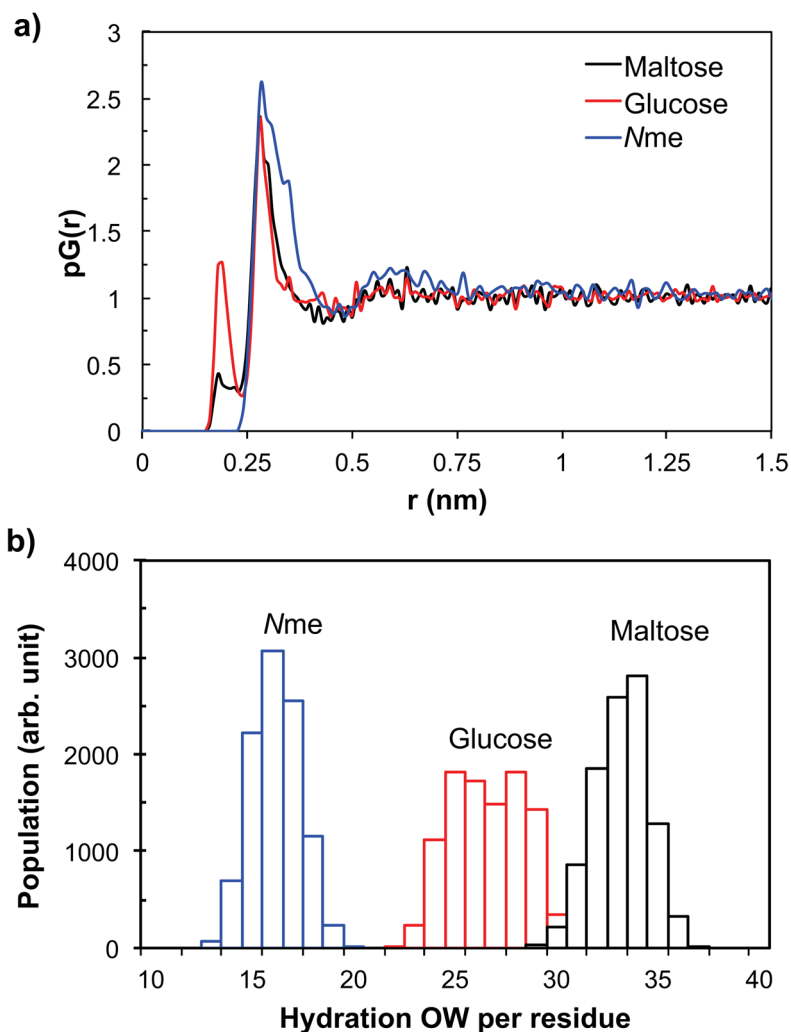 a)
3
2.5
2
1.5
1
0.5
0
pG(r)
Maltose
Glucose
Nme
0 0.25 0.5 0.75 1 1.25 1.5
r (nm)
b)
4000
3000
2000
1000
0
Population (arb. unit)
Nme
Glucose
Maltose
10 15 20 25 30 35 40
Hydration OW per residue